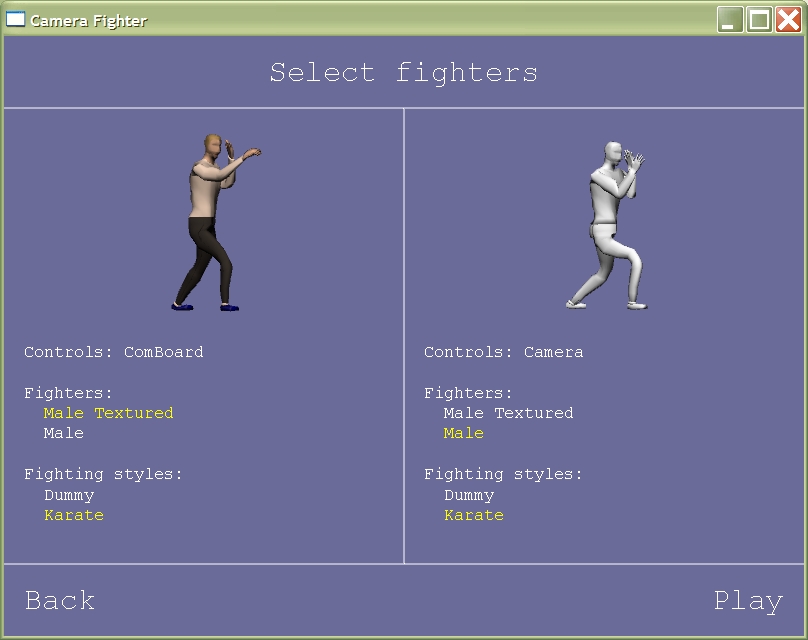 Camera Fighter
Select fighters
Controls: ComBoard
Fighters:
Male Textured
Male
Fighting styles:
Dummy
Karate
Controls: Camera
Fighters:
Male Textured
Male
Fighting styles:
Dummy
Karate
Back
Play